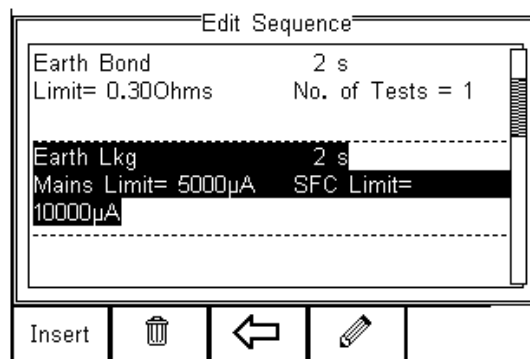 Edit Sequence
Earth Bond 2 s
Limit= 0.30Ohms No. of Tests = 1
Earth Lkg 2 s
Mains Limit= 5000µA SFC Limit=
10000µA
Insert